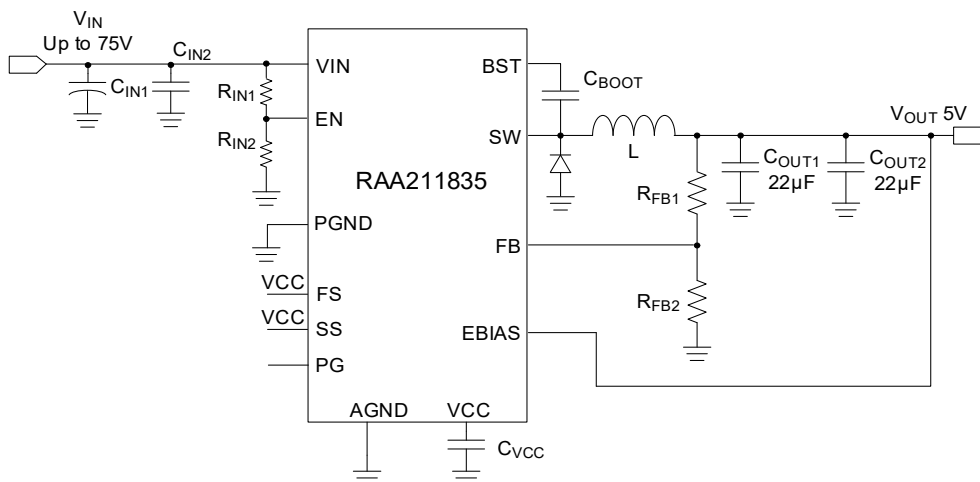 VIN
Up to 75V
CIN2
CIN1
RIN1
RIN2
VIN
EN
PGND
VCC
FS
VCC
SS
PG
AGND
VCC
CVCC
RAA211835
BST
SW
FB
EBIAS
CBOOT
L
RFB1
RFB2
VOUT 5V
COUT1
22µF
COUT2
22µF